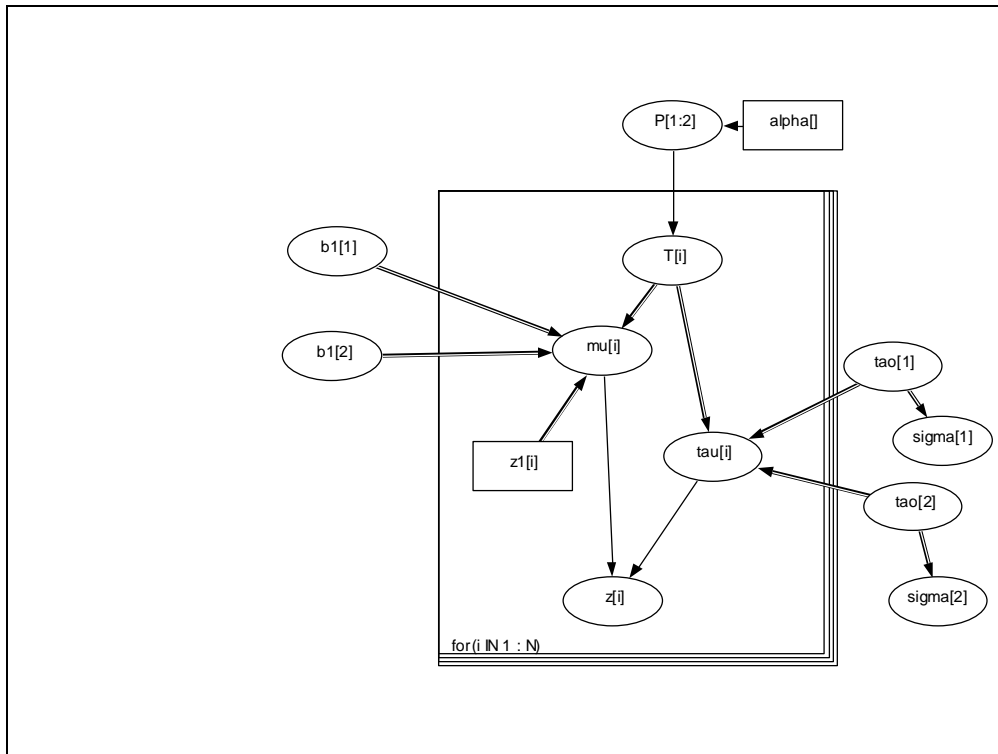 P[1:2]
alpha[]
b1[1]
T[i]
mu[i]
b1[2]
tao[1]
sigma[1]
z1[i]
tau[i]
tao[2]
z[i]
sigma[2]
for(i IN 1 : N)